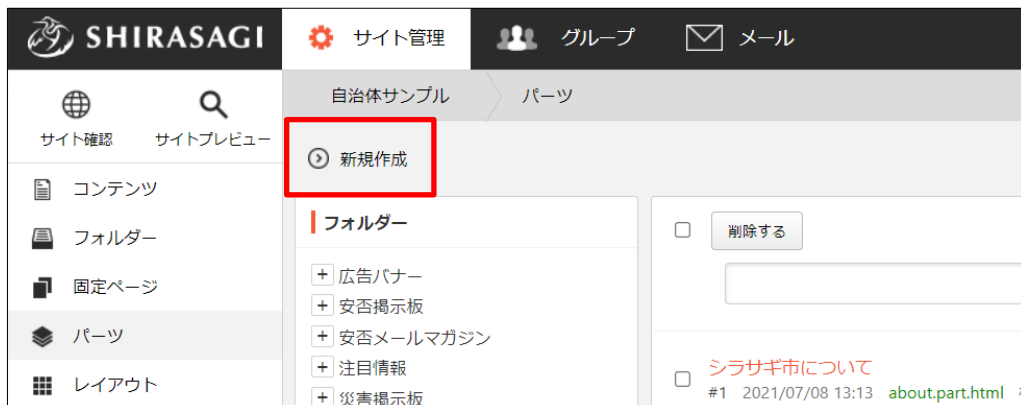 SHIRASAGI
サイト管理
グループ
メール
サイト確認
サイトプレビュー
自治体サンプル
パーツ
新規作成
コンテンツ
フォルダー
固定ページ
パーツ
レイアウト
フォルダー
+ 広告バナー
+ 安否掲示板
+ 安否メールマガジン
+ 注目情報
+ 災害掲示板
削除する
シラサギ市について
#1 2021/07/08 13:13 about.part.html